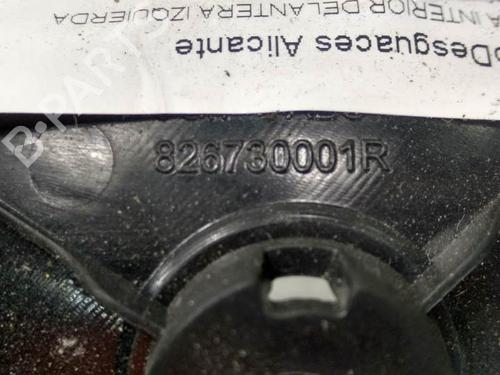 INTERIOR DELANTERA IZQUIERDA
Desguaces Alicante
826730001R
B-PARTS